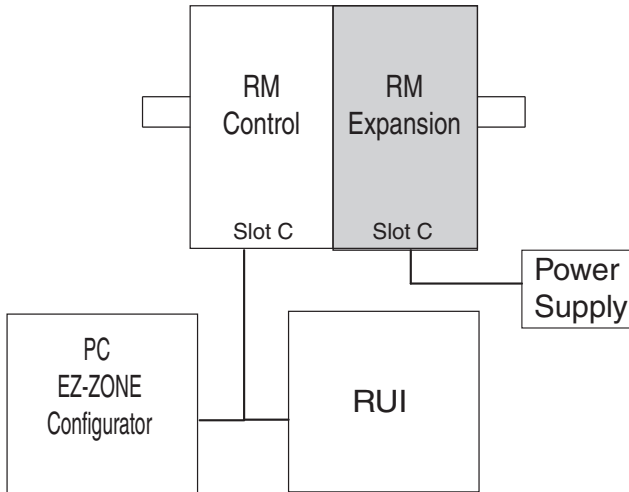 RM
Control
RM
Expansion
Slot C
Slot C
Power
Supply
PC
EZ-ZONE
Configurator
RUI